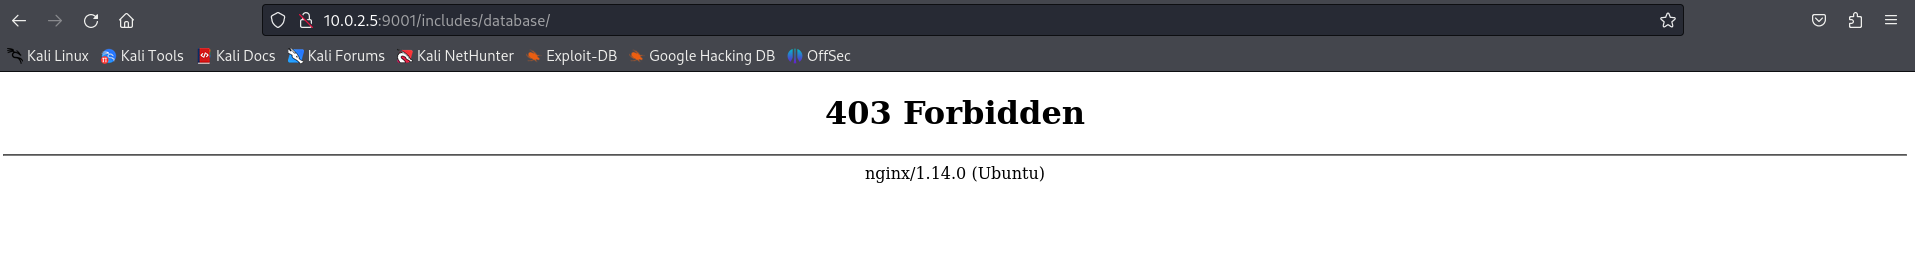 10.0.2.5:9001/includes/database/
Kali Linux Kali Tools Kali Docs Kali Forums Kali NetHunter Exploit-DB Google Hacking DB OffSec
403 Forbidden
nginx/1.14.0 (Ubuntu)